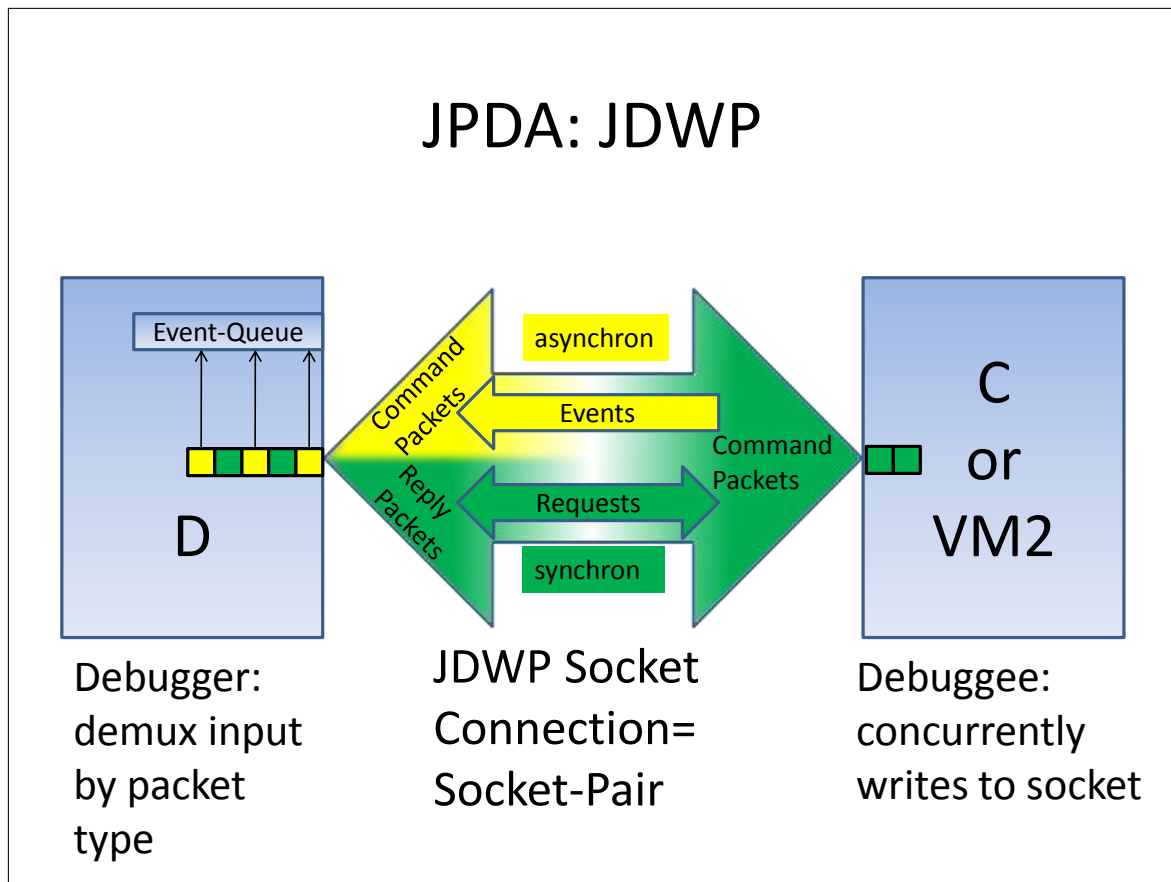 JPDA: JDWP
Event-Queue
D
Command
Packets
Reply
Packets
asynchron
Events
Requests
synchron
Command
Packets
C
or
VM2
Debugger:
demux input
by packet
type
JDWP Socket
Connection=
Socket-Pair
Debuggee:
concurrently
writes to socket